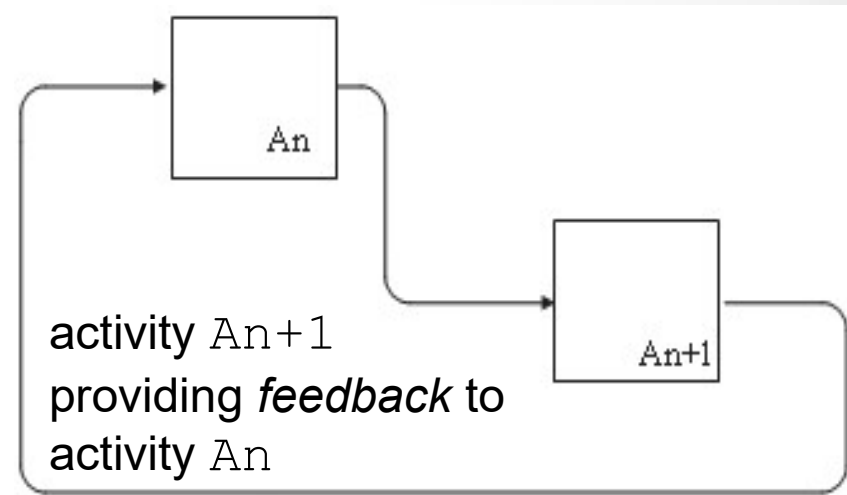 An
An+1
activity An+1
providing feedback to
activity An